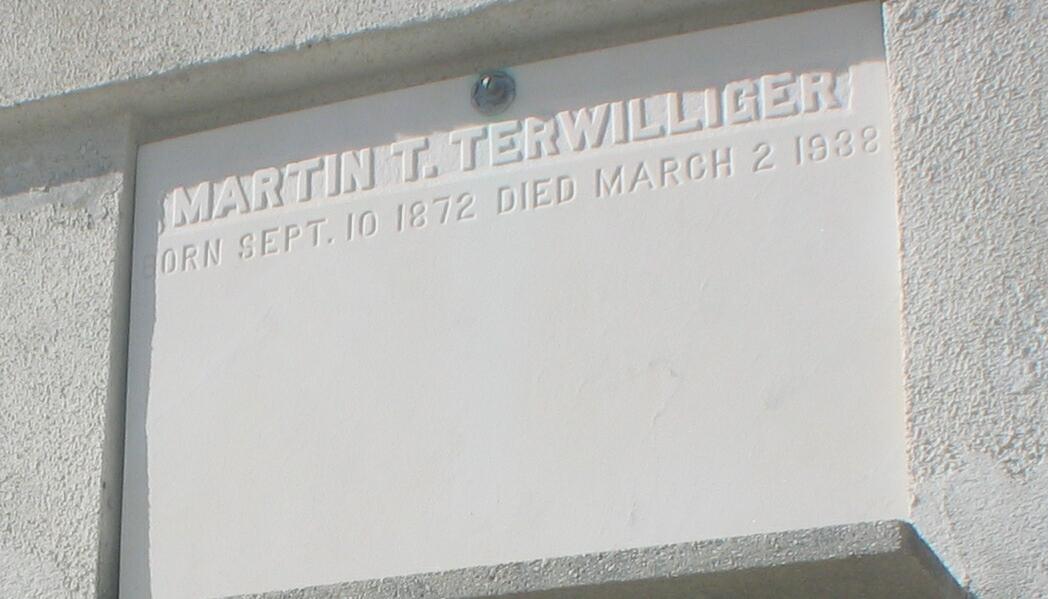 MARTIN T. TERWILLIGER
BORN SEPT. 10 1872 DIED MARCH 2 1938